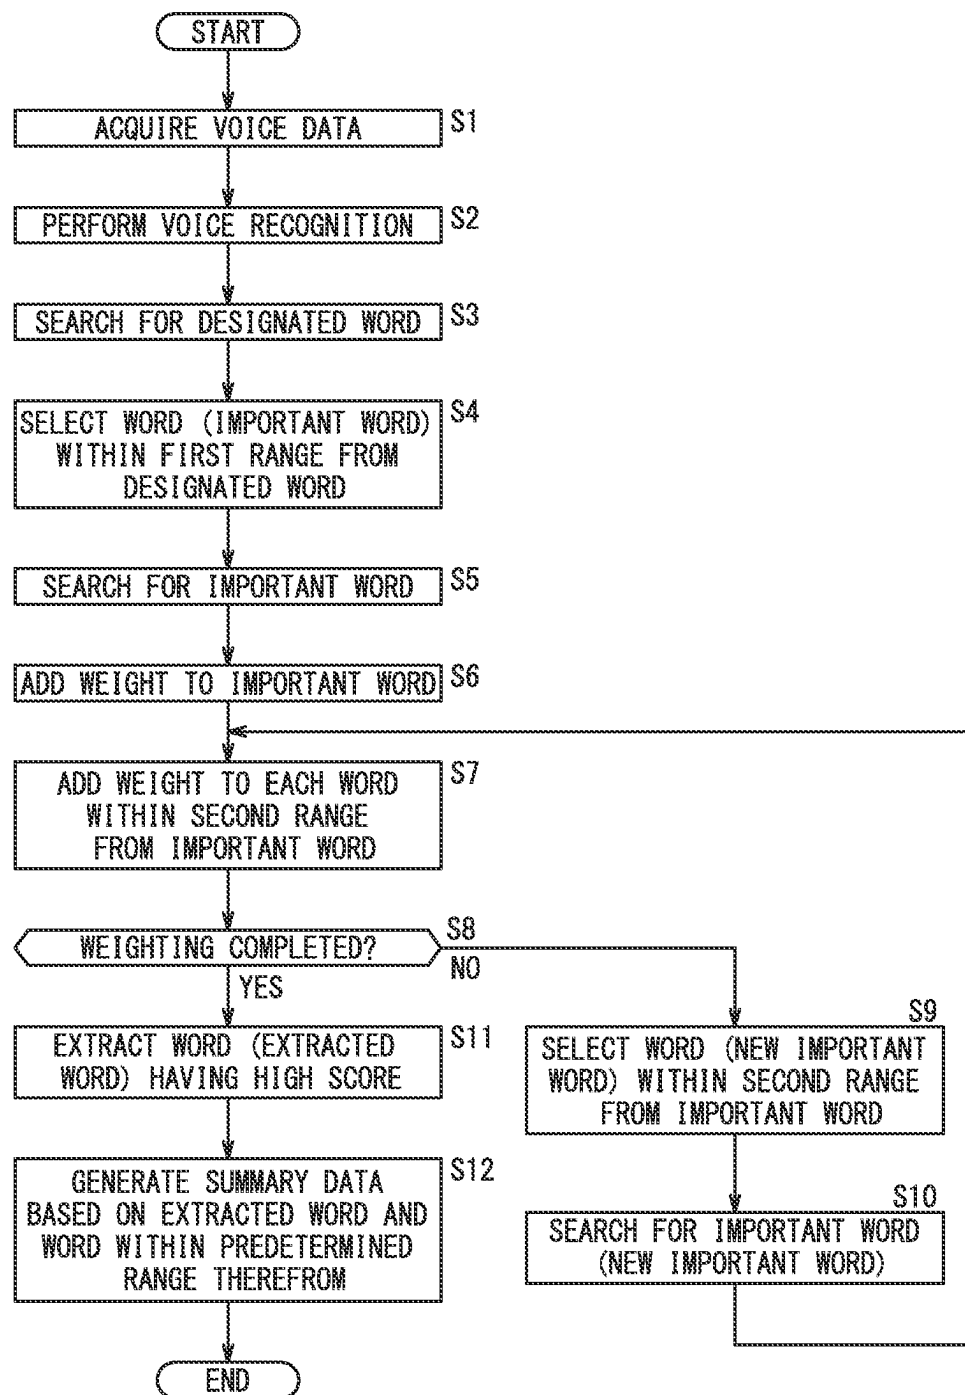 START
ACQUIRE VOICE DATA
S1
PERFORM VOICE RECOGNITION
S2
SEARCH FOR DESIGNATED WORD
S3
SELECT WORD (IMPORTANT WORD)
WITHIN FIRST RANGE FROM
DESIGNATED WORD
S4
SEARCH FOR IMPORTANT WORD
S5
ADD WEIGHT TO IMPORTANT WORD
S6
ADD WEIGHT TO EACH WORD
WITHIN SECOND RANGE
FROM IMPORTANT WORD
S7
WEIGHTING COMPLETED?
S8
NO
YES
EXTRACT WORD (EXTRACTED
WORD) HAVING HIGH SCORE
S11
GENERATE SUMMARY DATA
BASED ON EXTRACTED WORD AND
WORD WITHIN PREDETERMINED
RANGE THEREFROM
S12
END
S9
SELECT WORD (NEW IMPORTANT
WORD) WITHIN SECOND RANGE
FROM IMPORTANT WORD
S10
SEARCH FOR IMPORTANT WORD
(NEW IMPORTANT WORD)